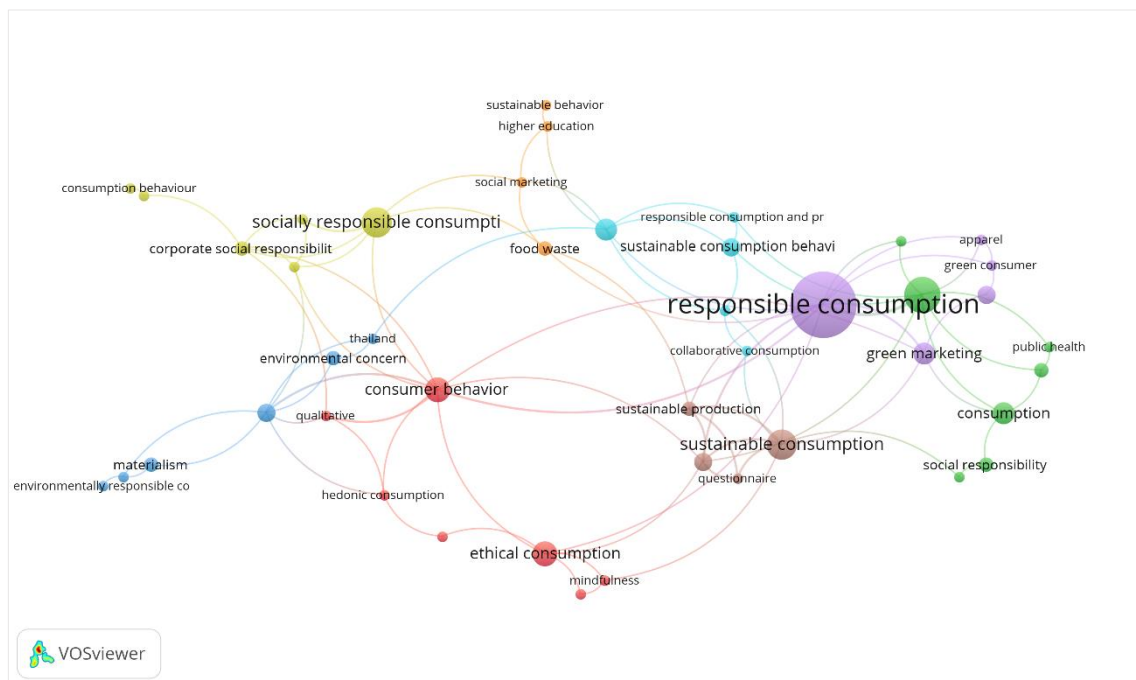 sustainable behavior
higher education
social marketing
consumption behaviour
socially responsible consumpti
responsible consumption and pr
corporate social responsibilit
food waste
sustainable consumption behavi
apparel
green consumer
responsible consumption
thailand
environmental concern
collaborative consumption
green marketing
public health
consumer behavior
qualitative
sustainable production
consumption
sustainable consumption
materialism
social responsibility
environmentally responsible co
questionnaire
hedonic consumption
ethical consumption
mindfulness
VOSviewer